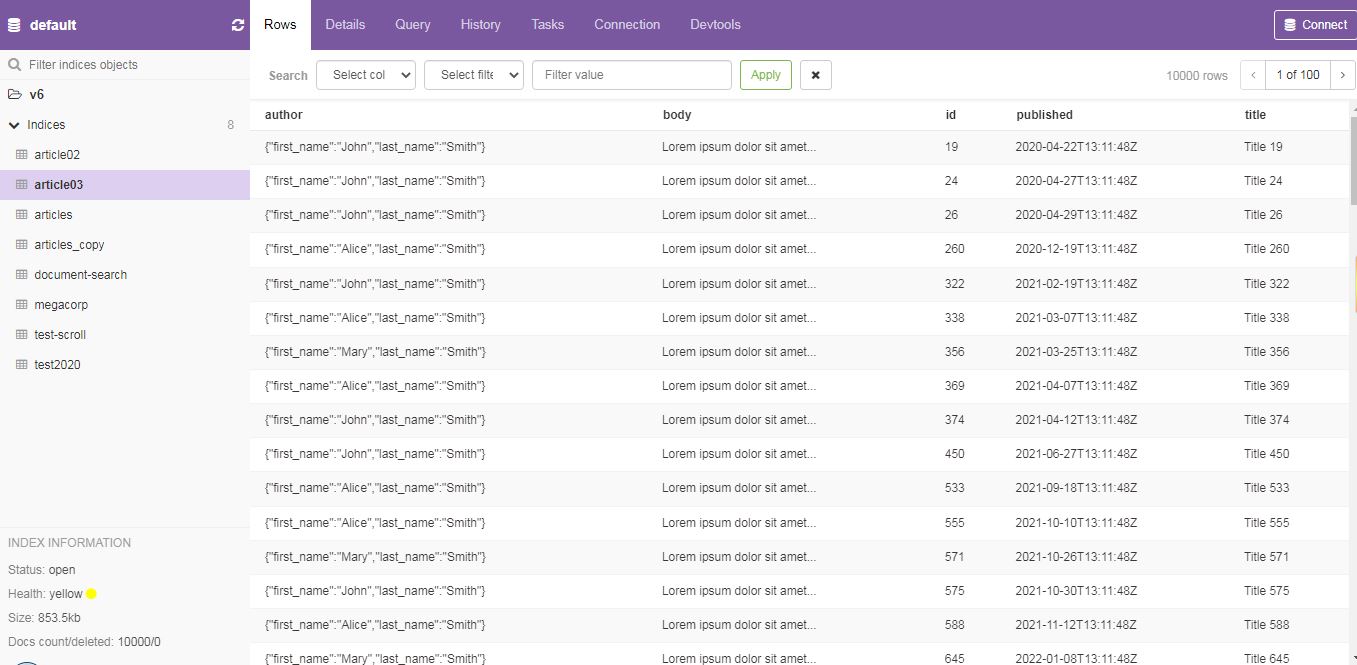 default
Rows Details Query History Tasks Connection Devtools Connect
Filter indices objects
v6
Indices 8
article02
article03
articles
articles_copy
document-search
megacorp
test-scroll
test2020
INDEX INFORMATION
Status: open
Health: yellow
Size: 853.5kb
Docs count/deleted: 10000/0
Search Select col Select filte Filter value Apply 10000 rows 1 of 100
author body id published title
{"first_name":"John","last_name":"Smith"} Lorem ipsum dolor sit amet... 19 2020-04-22T13:11:48Z Title 19
{"first_name":"John","last_name":"Smith"} Lorem ipsum dolor sit amet... 24 2020-04-27T13:11:48Z Title 24
{"first_name":"John","last_name":"Smith"} Lorem ipsum dolor sit amet... 26 2020-04-29T13:11:48Z Title 26
{"first_name":"Alice","last_name":"Smith"} Lorem ipsum dolor sit amet... 260 2020-12-19T13:11:48Z Title 260
{"first_name":"John","last_name":"Smith"} Lorem ipsum dolor sit amet... 322 2021-02-19T13:11:48Z Title 322
{"first_name":"Alice","last_name":"Smith"} Lorem ipsum dolor sit amet... 338 2021-03-07T13:11:48Z Title 338
{"first_name":"Mary","last_name":"Smith"} Lorem ipsum dolor sit amet... 356 2021-03-25T13:11:48Z Title 356
{"first_name":"Alice","last_name":"Smith"} Lorem ipsum dolor sit amet... 369 2021-04-07T13:11:48Z Title 369
{"first_name":"John","last_name":"Smith"} Lorem ipsum dolor sit amet... 374 2021-04-12T13:11:48Z Title 374
{"first_name":"John","last_name":"Smith"} Lorem ipsum dolor sit amet... 450 2021-06-27T13:11:48Z Title 450
{"first_name":"Alice","last_name":"Smith"} Lorem ipsum dolor sit amet... 533 2021-09-18T13:11:48Z Title 533
{"first_name":"Alice","last_name":"Smith"} Lorem ipsum dolor sit amet... 555 2021-10-10T13:11:48Z Title 555
{"first_name":"Mary","last_name":"Smith"} Lorem ipsum dolor sit amet... 571 2021-10-26T13:11:48Z Title 571
{"first_name":"John","last_name":"Smith"} Lorem ipsum dolor sit amet... 575 2021-10-30T13:11:48Z Title 575
{"first_name":"Alice","last_name":"Smith"} Lorem ipsum dolor sit amet... 588 2021-11-12T13:11:48Z Title 588
{"first_name":"Mary","last_name":"Smith"} Lorem ipsum dolor sit amet... 645 2022-01-08T13:11:48Z Title 645